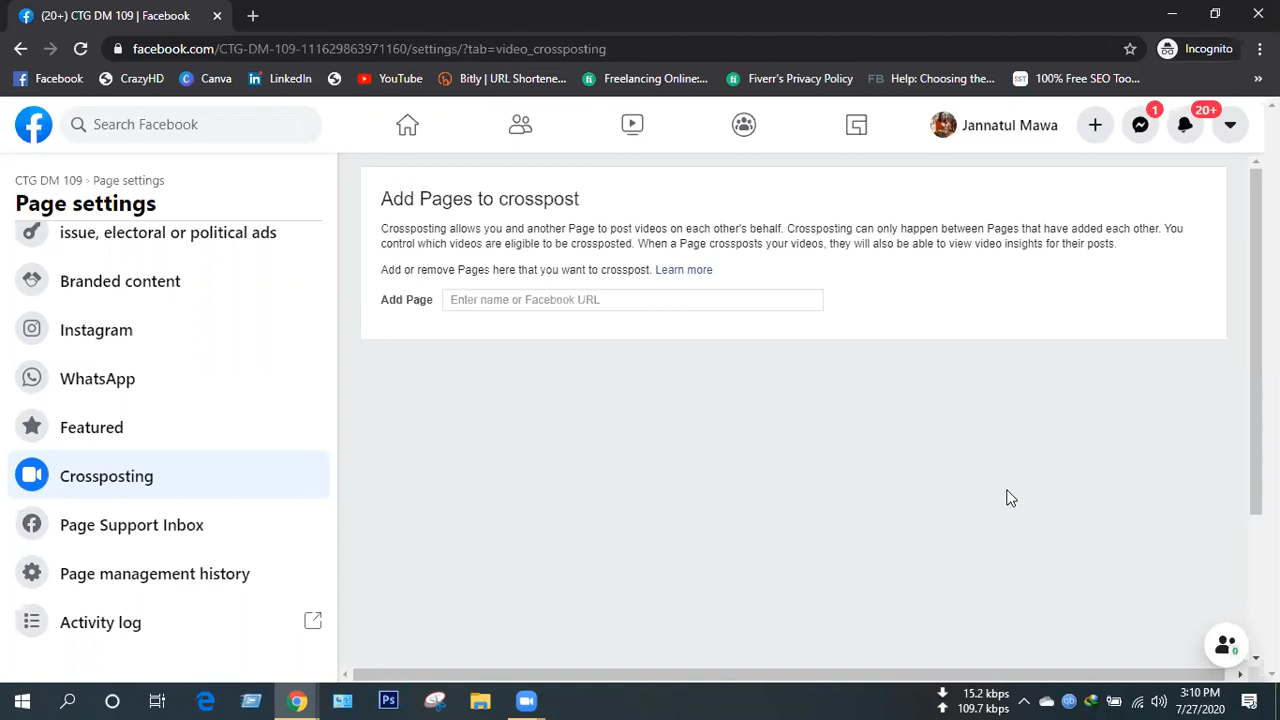 (20+) CTG DM 109 | Facebook
facebook.com/CTG-DM-109-111629863971160/settings/?tab=video_crossposting
Incognito
Facebook
CrazyHD
Canva
LinkedIn
YouTube
Bitly | URL Shortene...
Freelancing Online:...
Fiverr's Privacy Policy
FB Help: Choosing the...
SST 100% Free SEO Too...
Search Facebook
Jannatul Mawa
1
20+
CTG DM 109 › Page settings
Page settings
issue, electoral or political ads
Branded content
Instagram
WhatsApp
Featured
Crossposting
Page Support Inbox
Page management history
Activity log
Add Pages to crosspost
Crossposting allows you and another Page to post videos on each other's behalf. Crossposting can only happen between Pages that have added each other. You
control which videos are eligible to be crossposted. When a Page crossposts your videos, they will also be able to view video insights for their posts.
Add or remove Pages here that you want to crosspost. Learn more
Add Page Enter name or Facebook URL
0
Ps
15.2 kbps
109.7 kbps
3:10 PM
7/27/2020